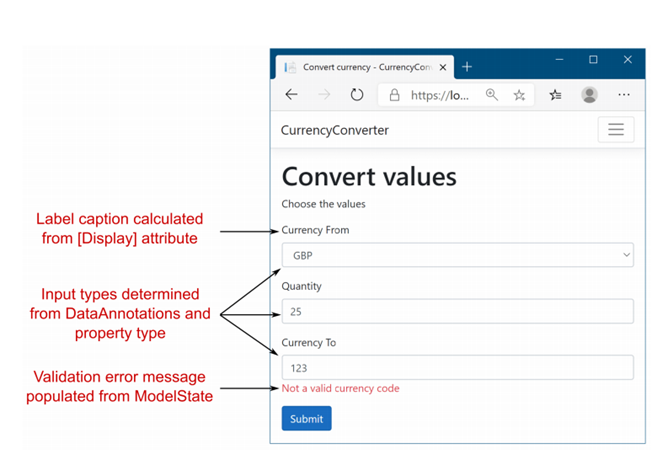 Convert currency - CurrencyCon
https://lo...
CurrencyConverter
Convert values
Choose the values
Label caption calculated
from [Display] attribute
Currency From
GBP
Input types determined
from DataAnnotations and
property type
Quantity
25
Currency To
123
Validation error message
populated from ModelState
Not a valid currency code
Submit